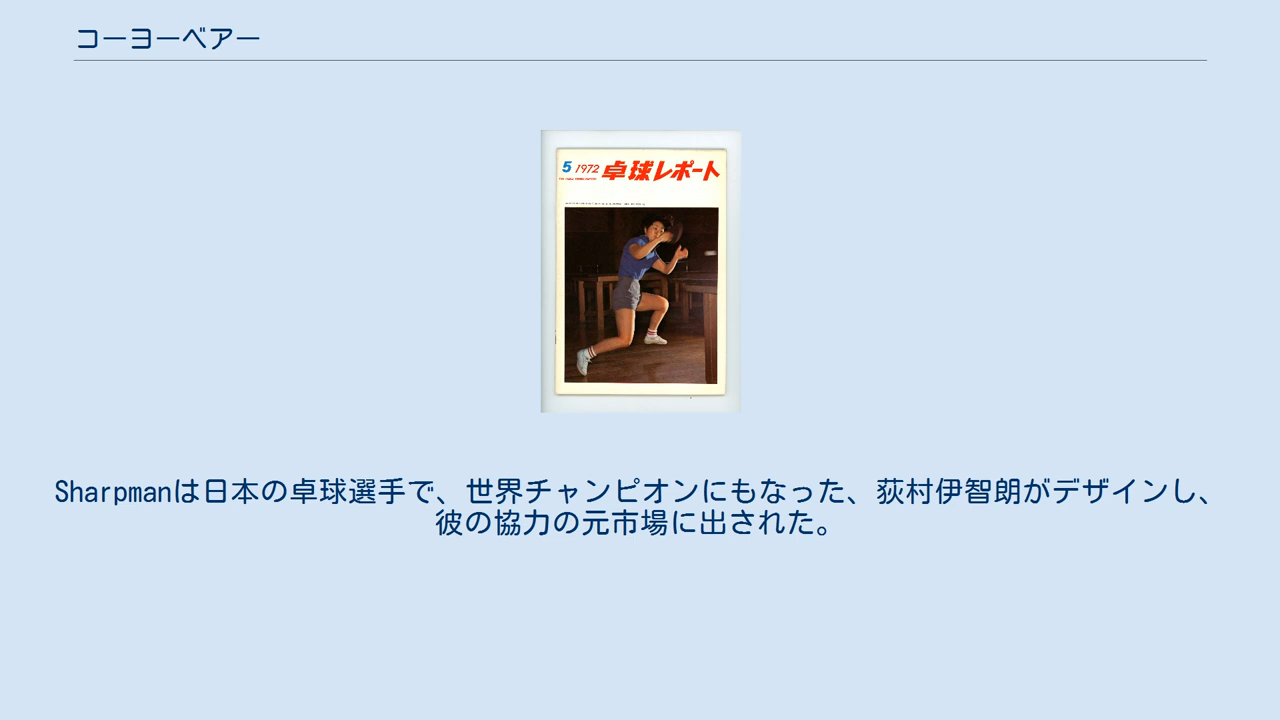 コーヨーベアー
5 1972 卓球レポート
Sharpmanは日本の卓球選手で、世界チャンピオンにもなった、荻村伊智朗がデザインし、
彼の協力の元市場に出された。